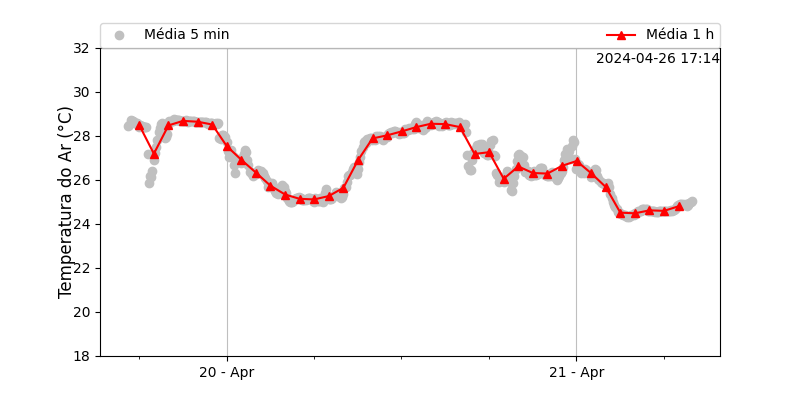 Média 5 min
Média 1 h
2024-04-26 17:14
Temperatura do Ar (°C)
32
30
28
26
24
22
20
18
20 - Apr
21 - Apr